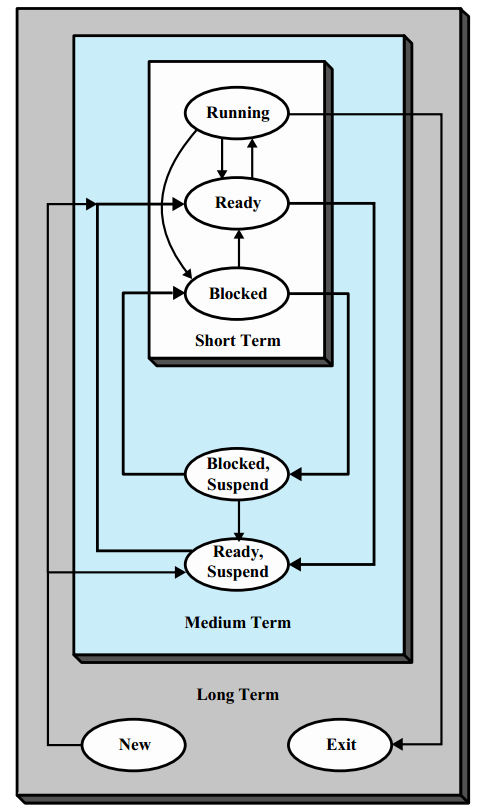 Running
Ready
Blocked
Short Term
Blocked,
Suspend
Ready,
Suspend
Medium Term
Long Term
New
Exit